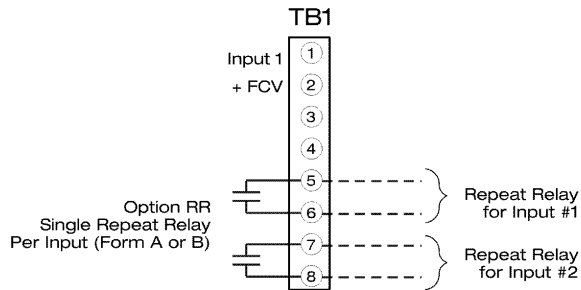 TB1
Input 1
1
+ FCV
2
3
4
5
6
7
8
Option RR
Single Repeat Relay
Per Input (Form A or B)
Repeat Relay
for Input #1
Repeat Relay
for Input #2